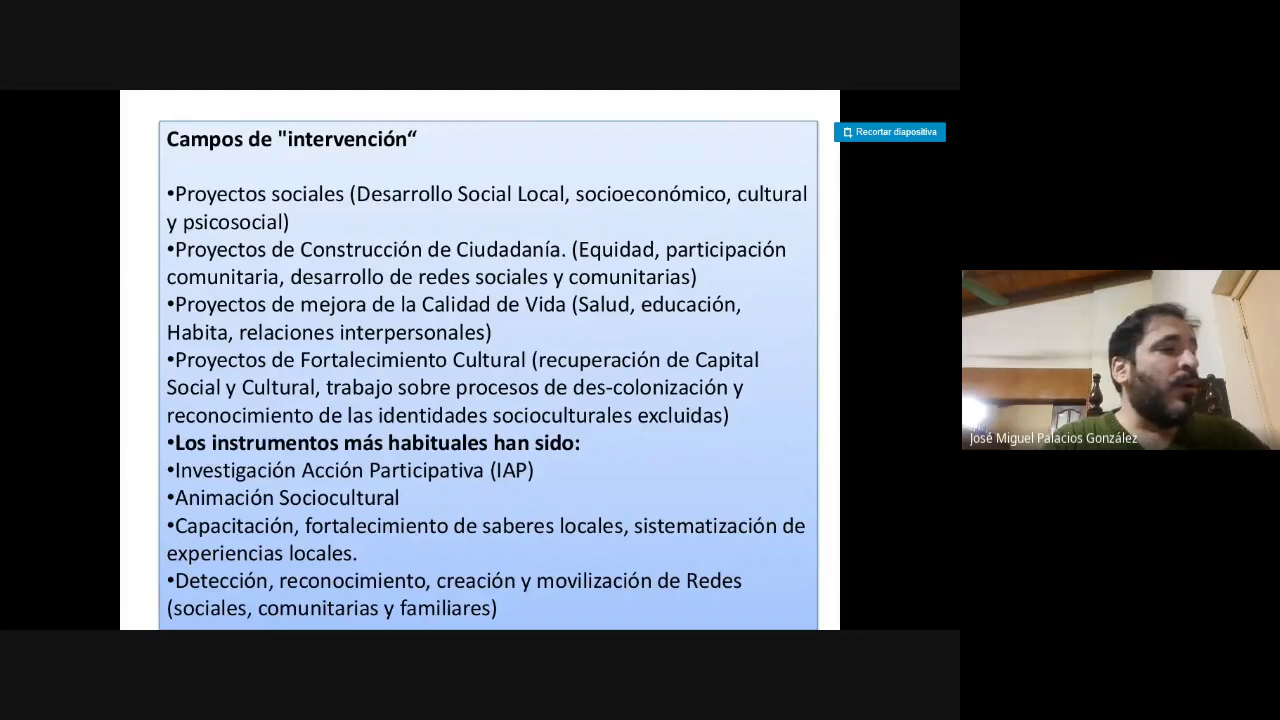 Campos de "intervención“
•Proyectos sociales (Desarrollo Social Local, socioeconómico, cultural
y psicosocial)
•Proyectos de Construcción de Ciudadanía. (Equidad, participación
comunitaria, desarrollo de redes sociales y comunitarias)
•Proyectos de mejora de la Calidad de Vida (Salud, educación,
Habita, relaciones interpersonales)
•Proyectos de Fortalecimiento Cultural (recuperación de Capital
Social y Cultural, trabajo sobre procesos de des-colonización y
reconocimiento de las identidades socioculturales excluidas)
•Los instrumentos más habituales han sido:
•Investigación Acción Participativa (IAP)
•Animación Sociocultural
•Capacitación, fortalecimiento de saberes locales, sistematización de
experiencias locales.
•Detección, reconocimiento, creación y movilización de Redes
(sociales, comunitarias y familiares)
Recortar diapositiva
José Miguel Palacios González